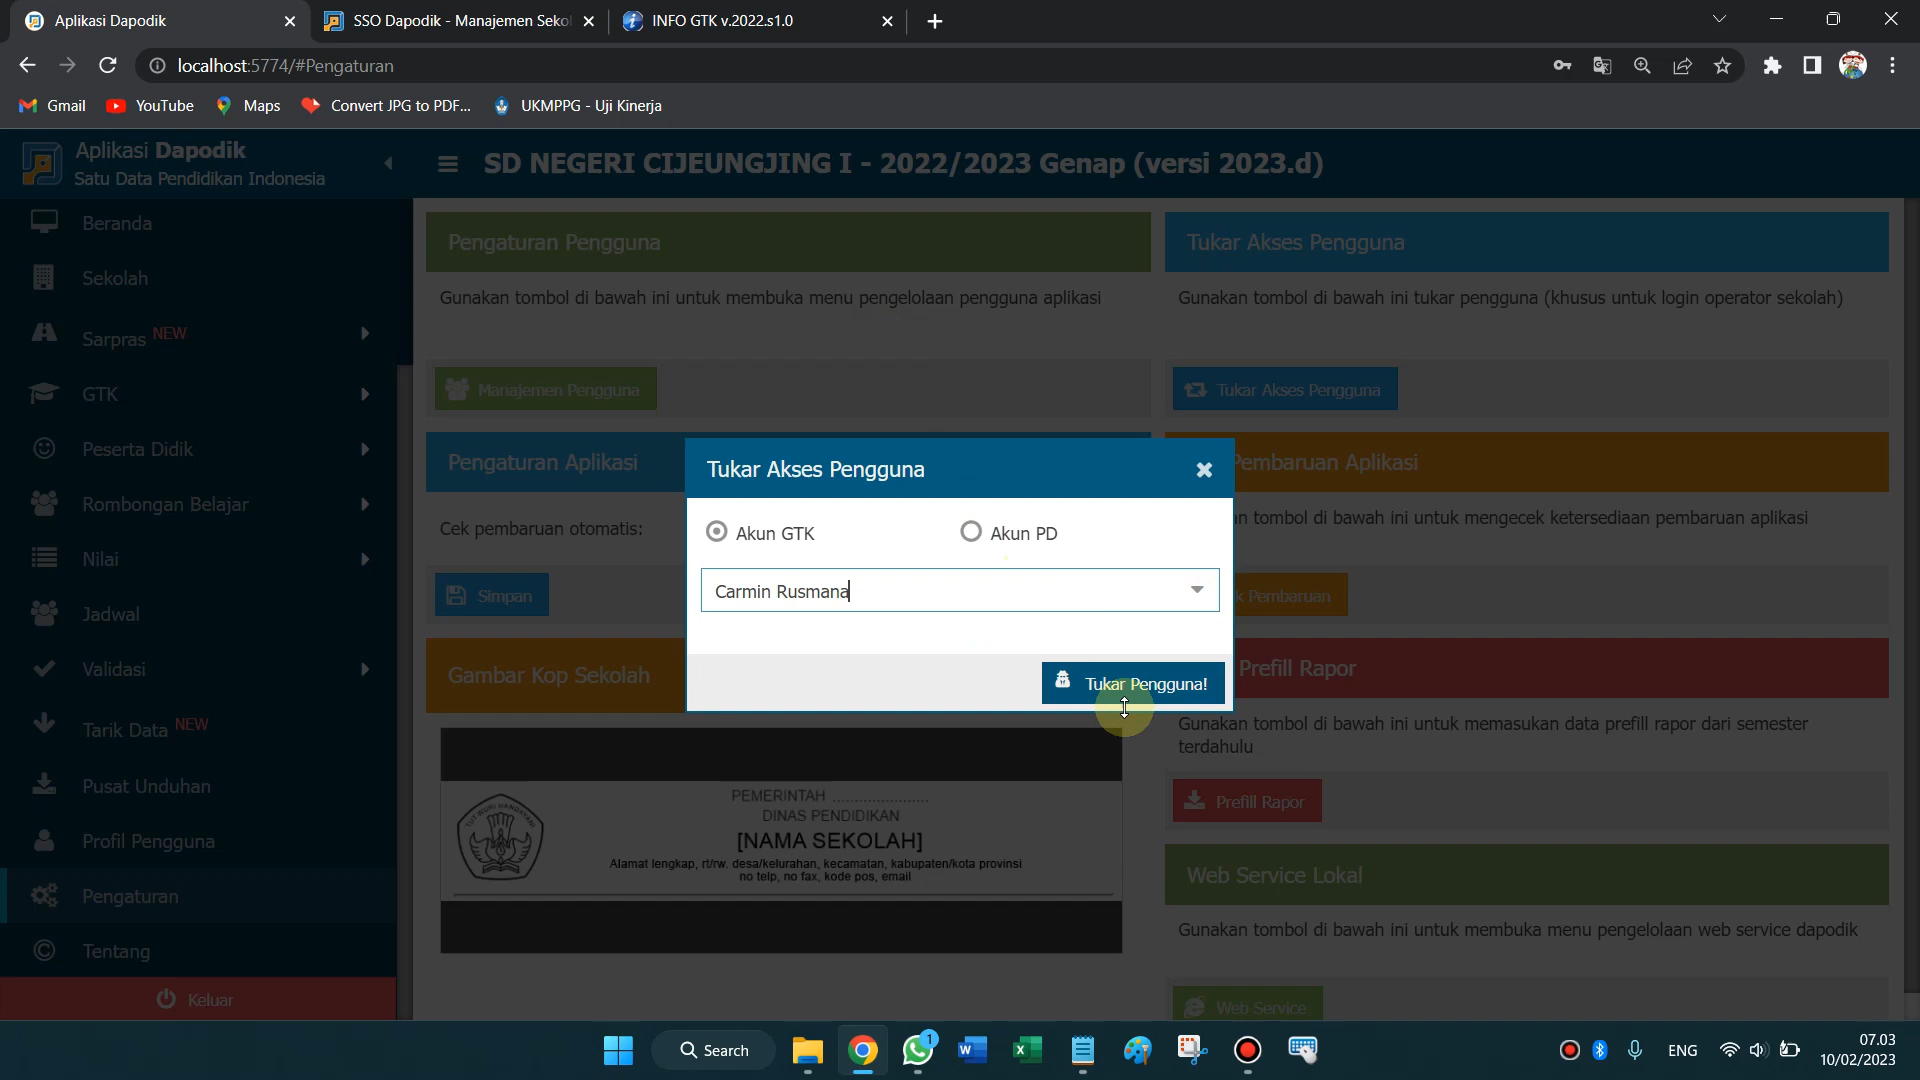 Aplikasi Dapodik
SSO Dapodik - Manajemen Sekol
INFO GTK v.2022.s1.0
localhost:5774/#Pengaturan
Gmail
YouTube
Maps
Convert JPG to PDF...
UKMPPG - Uji Kinerja
Aplikasi Dapodik
Satu Data Pendidikan Indonesia
SD NEGERI CIJEUNGJING I - 2022/2023 Genap (versi 2023.d)
Beranda
Sekolah
Sarpras NEW
GTK
Peserta Didik
Rombongan Belajar
Nilai
Jadwal
Validasi
Tarik Data NEW
Pusat Unduhan
Profil Pengguna
Pengaturan
Tentang
Keluar
Pengaturan Pengguna
Gunakan tombol di bawah ini untuk membuka menu pengelolaan pengguna aplikasi
Manajemen Pengguna
Tukar Akses Pengguna
Gunakan tombol di bawah ini tukar pengguna (khusus untuk login operator sekolah)
Tukar Akses Pengguna
Pengaturan Aplikasi
Cek pembaruan otomatis:
Simpan
Pembaruan Aplikasi
n tombol di bawah ini untuk mengecek ketersediaan pembaruan aplikasi
k Pembaruan
Tukar Akses Pengguna
Akun GTK
Akun PD
Carmin Rusmana
Tukar Pengguna!
Gambar Kop Sekolah
PEMERINTAH ......................
DINAS PENDIDIKAN
[NAMA SEKOLAH]
Alamat lengkap, rt/rw. desa/kelurahan, kecamatan, kabupaten/kota provinsi
no telp, no fax, kode pos, email
Prefill Rapor
Gunakan tombol di bawah ini untuk memasukan data prefill rapor dari semester
terdahulu
Prefill Rapor
Web Service Lokal
Gunakan tombol di bawah ini untuk membuka menu pengelolaan web service dapodik
Web Service
Search
1
ENG
07.03
10/02/2023